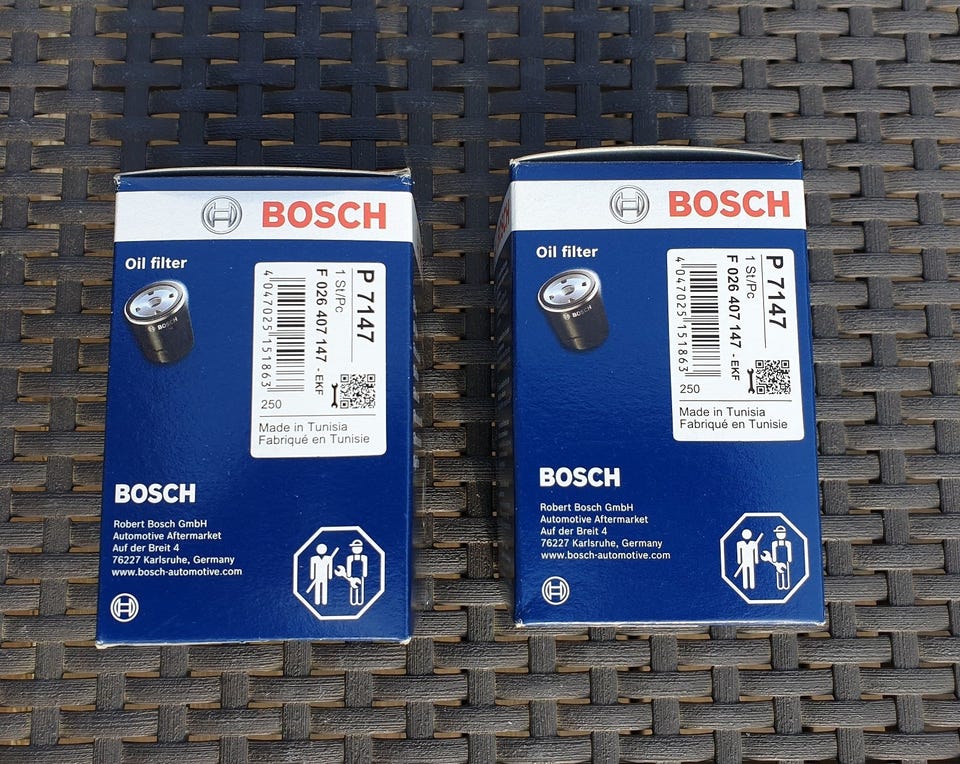 BOSCH
Oil filter
BOSCH
P 7147
1 St/Pc
F 026 407 147 - EKF
4 047025 151863
250
Made in Tunisia
Fabriqué en Tunisie
BOSCH
Robert Bosch GmbH
Automotive Aftermarket
Auf der Breit 4
76227 Karlsruhe, Germany
www.bosch-automotive.com
BOSCH
Oil filter
BOSCH
P 7147
1 St/Pc
F 026 407 147 - EKF
4 047025 151863
250
Made in Tunisia
Fabriqué en Tunisie
BOSCH
Robert Bosch GmbH
Automotive Aftermarket
Auf der Breit 4
76227 Karlsruhe, Germany
www.bosch-automotive.com